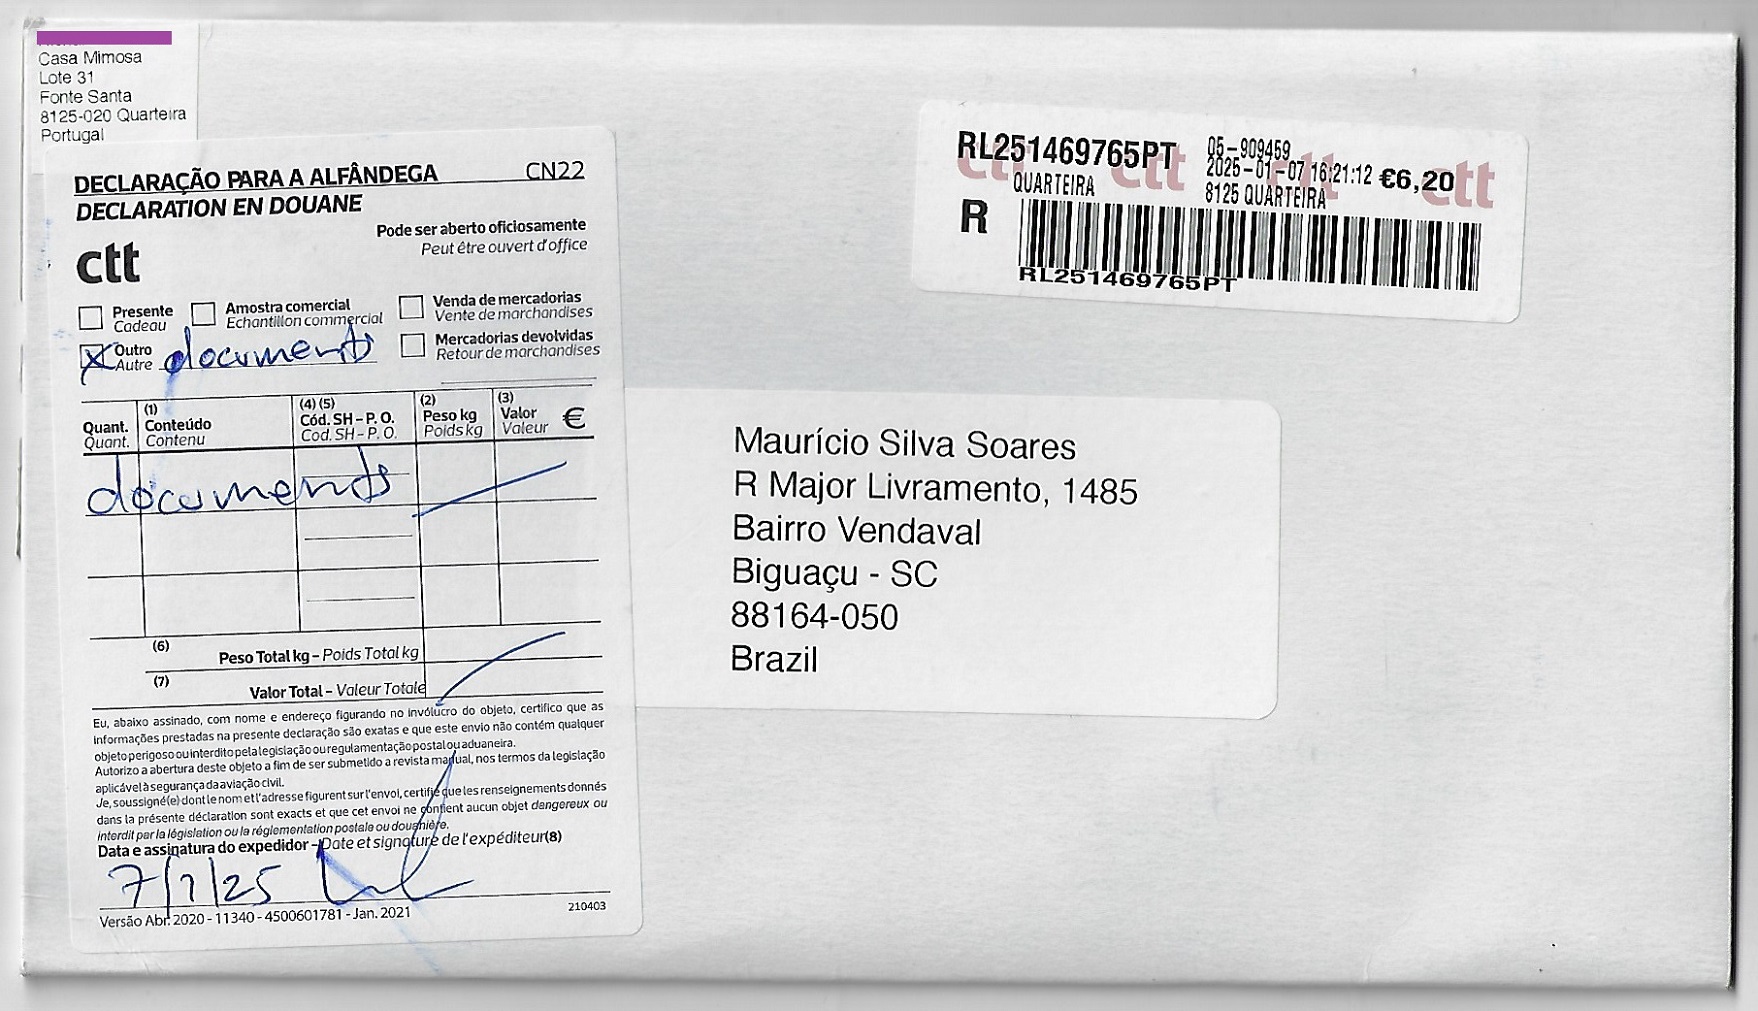 Casa Mimosa
Lote 31
Fonte Santa
8125-020 Quarteira
Portugal
DECLARAÇÃO PARA A ALFÂNDEGA CN22
DECLARATION EN DOUANE
Pode ser aberto oficiosamente
Peut être ouvert d'office
ctt
Presente
Cadeau
Amostra comercial
Echantillon commercial
Venda de mercadorias
Vente de marchandises
Outro
Autre
documents
Mercadorias devolvidas
Retour de marchandises
Quant.
Quant.
(1)
Conteúdo
Contenu
(4) (5)
Cód. SH - P. O.
Cod. SH - P. O.
(2)
Peso kg
Poids kg
(3)
Valor
Valeur
€
documents
(6)
Peso Total kg - Poids Total kg
(7)
Valor Total - Valeur Totale
Eu, abaixo assinado, com nome e endereço figurando no invólucro do objeto, certifico que as
informações prestadas na presente declaração são exatas e que este envio não contém qualquer
objeto perigoso ou interdito pela legislação ou regulamentação postal ou aduaneira.
Autorizo a abertura deste objeto a fim de ser submetido a revista manual, nos termos da legislação
aplicável à segurança da aviação civil.
Je, soussigné(e) dont le nom et l'adresse figurent sur l'envoi, certifie que les renseignements donnés
dans la présente déclaration sont exacts et que cet envoi ne contient aucun objet dangereux ou
interdit par la législation ou la réglementation postale ou douanière.
Data e assinatura do expedidor - Date et signature de l'expéditeur(8)
7/1/25
Versão Abr. 2020 - 11340 - 4500601781 - Jan. 2021
210403
RL251469765PT
QUARTEIRA
05-909459
2025-01-07 16:21:12 €6,20
8125 QUARTEIRA
ctt ctt ctt ctt
R
RL251469765PT
Maurício Silva Soares
R Major Livramento, 1485
Bairro Vendaval
Biguaçu - SC
88164-050
Brazil